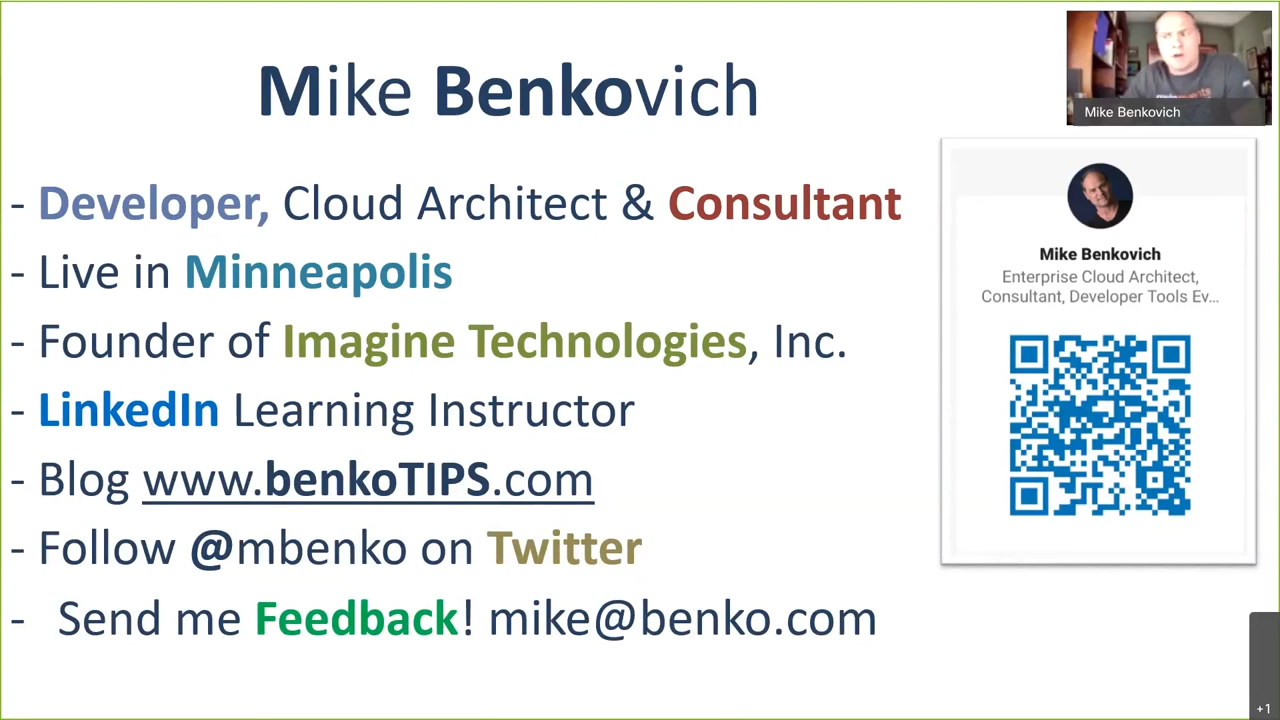 Mike Benkovich
- Developer, Cloud Architect & Consultant
- Live in Minneapolis
- Founder of Imagine Technologies, Inc.
- LinkedIn Learning Instructor
- Blog www.benkoTIPS.com
- Follow @mbenko on Twitter
- Send me Feedback! mike@benko.com
Mike Benkovich
Mike Benkovich
Enterprise Cloud Architect,
Consultant, Developer Tools Ev...
+1